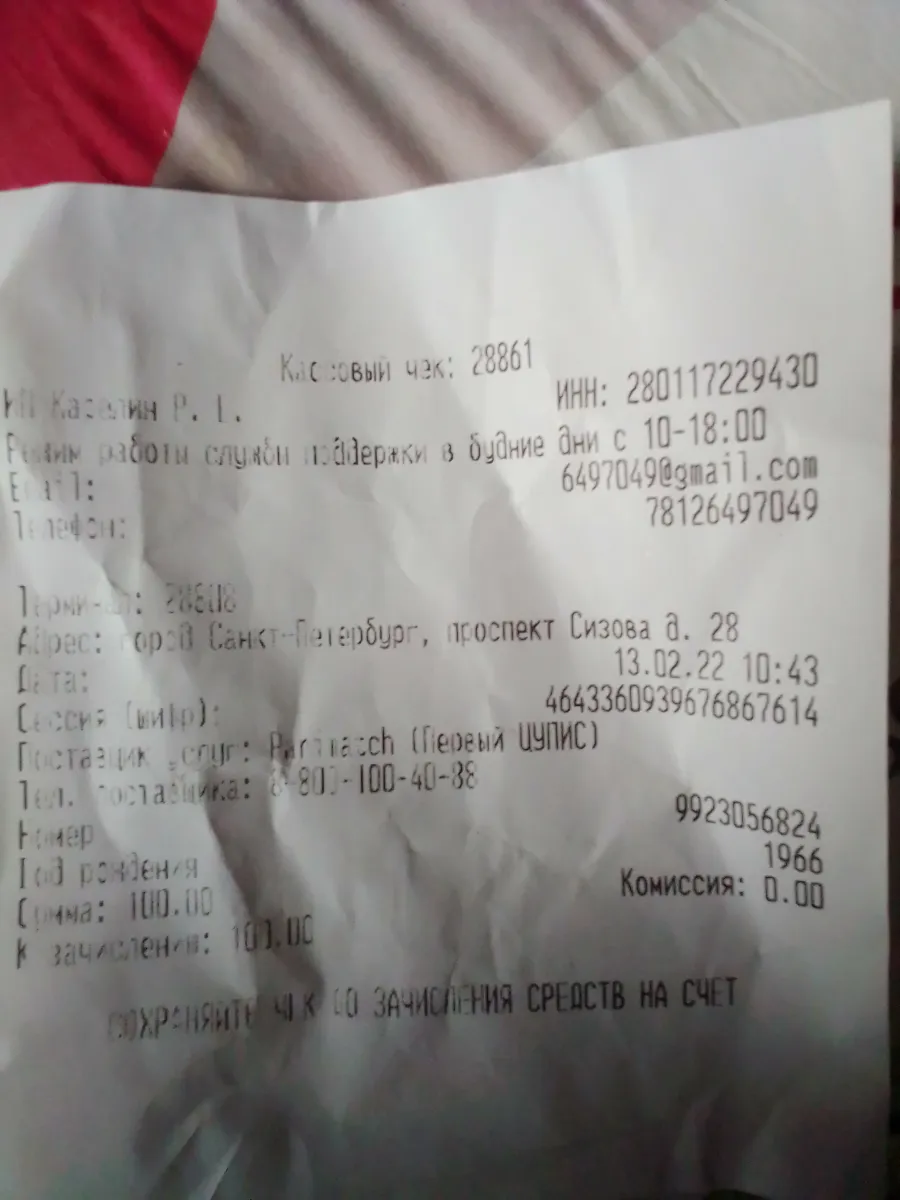 Кассовый чек: 28861
ИП Р.
ИНН: 280117229430
Режим работы службы поддержки в будние дни с 10-18:00
Email: 6497049@gmail.com
Телефон: 78126497049
Терминал: 28608
Адрес: город Санкт-Петербург, проспект Сизова д. 28
Дата: 13.02.22 10:43
Сессия (шифр): 4643360939676867614
Поставщик услуг: Parimatch (Первый ЦУПИС)
Тел. поставщика: 8-800-100-40-88
Номер 9923056824
Год рождения 1966
Сумма: 100.00 Комиссия: 0.00
К зачислению: 100.00
СОХРАНЯЙТЕ ЧЕК ДО ЗАЧИСЛЕНИЯ СРЕДСТВ НА СЧЕТ